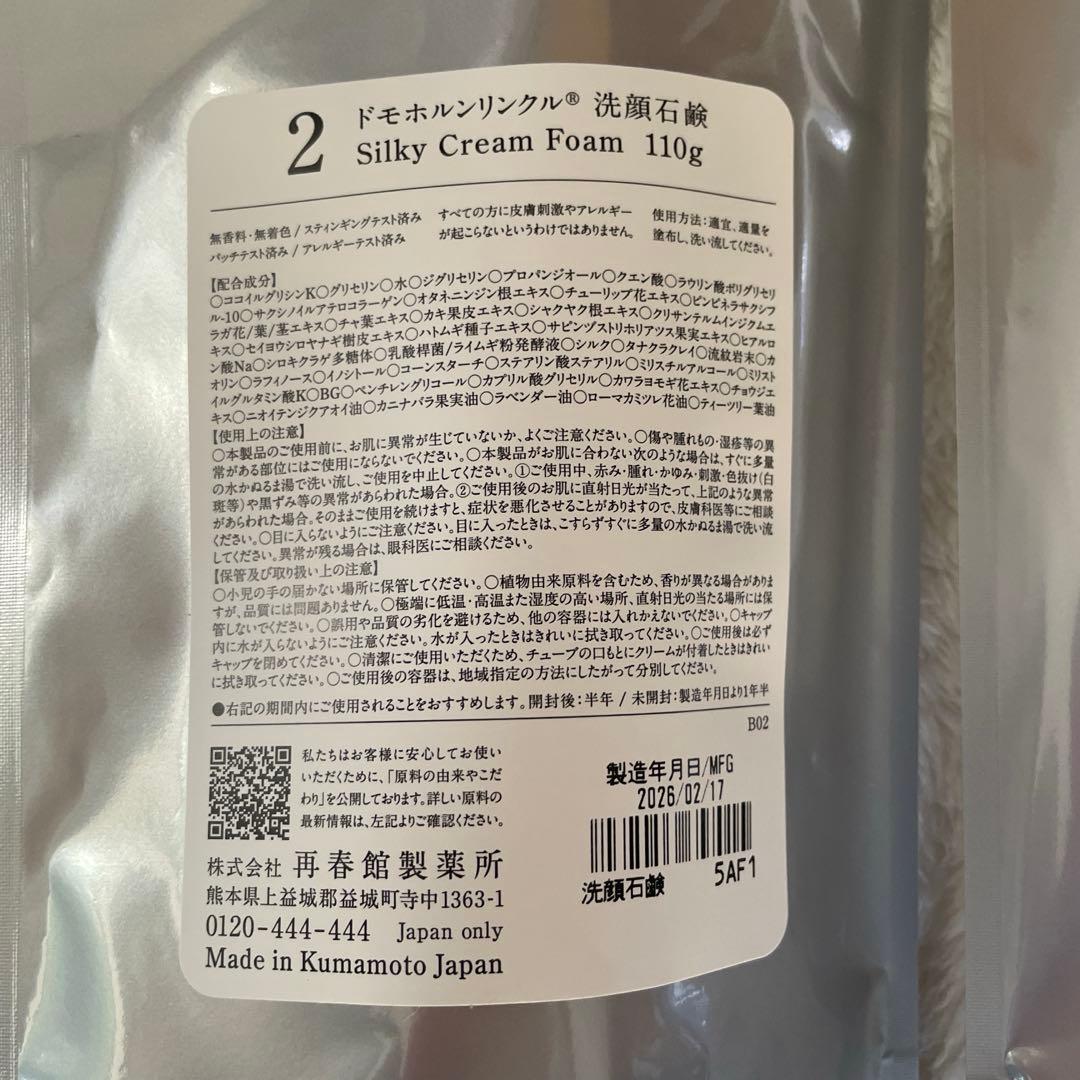 2
ドモホルンリンクル® 洗顔石鹸
Silky Cream Foam 110g
無香料・無着色 / スティンギングテスト済み
パッチテスト済み / アレルギーテスト済み
すべての方に皮膚刺激やアレルギー
が起こらないというわけではありません。
使用方法：適宜、適量を
塗布し、洗い流してください。
【配合成分】
〇ココイルグリシンK〇グリセリン〇水〇ジグリセリン〇プロパンジオール〇クエン酸〇ラウリン酸ポリグリセリ
ル-10〇サクシノイルアテロコラーゲン〇オタネニンジン根エキス〇チューリップ花エキス〇ピンピネラサクシフ
ラガ花/葉/茎エキス〇チャ葉エキス〇カキ果皮エキス〇シャクヤク根エキス〇クリサンテルムインジクムエ
キス〇セイヨウシロヤナギ樹皮エキス〇ハトムギ種子エキス〇サピンヅストリホリアツス果実エキス〇ヒアルロ
ン酸Na〇シロキクラゲ多糖体〇乳酸桿菌/ライムギ粉発酵液〇シルク〇タナクラクレイ〇流紋岩末〇カ
オリン〇ラフィノース〇イノシトール〇コーンスターチ〇ステアリン酸ステアリル〇ミリスチルアルコール〇ミリスト
イルグルタミン酸K〇BG〇ペンチレングリコール〇カプリル酸グリセリル〇カワラヨモギ花エキス〇チョウジエ
キス〇ニオイテンジクアオイ油〇カニナバラ果実油〇ラベンダー油〇ローマカミツレ花油〇ティーツリー葉油
【使用上の注意】
〇本製品のご使用前に、お肌に異常が生じていないか、よくご注意ください。〇傷や腫れもの・湿疹等の異
常がある部位にはご使用にならないでください。〇本製品がお肌に合わない次のような場合は、すぐに多量
の水かぬるま湯で洗い流し、ご使用を中止してください。①ご使用中、赤み・腫れ・かゆみ・刺激・色抜け(白
斑等)や黒ずみ等の異常があらわれた場合。②ご使用後のお肌に直射日光が当たって、上記のような異常
があらわれた場合。そのままご使用を続けますと、症状を悪化させることがありますので、皮膚科医等にご相談
ください。〇目に入らないようにご注意ください。目に入ったときは、こすらずすぐに多量の水かぬるま湯で洗い流
してください。異常が残る場合は、眼科医にご相談ください。
【保管及び取り扱い上の注意】
〇小児の手の届かない場所に保管してください。〇植物由来原料を含むため、香りが異なる場合がありま
すが、品質には問題ありません。〇極端に低温・高温また湿度の高い場所、直射日光の当たる場所には保
管しないでください。〇誤用や品質の劣化を避けるため、他の容器には入れかえないでください。〇キャップ
内に水が入らないようにご注意ください。水が入ったときはきれいに拭き取ってください。〇ご使用後は必ず
キャップを閉めてください。〇清潔にご使用いただくため、チューブの口もとにクリームが付着したときはきれい
に拭き取ってください。〇ご使用後の容器は、地域指定の方法にしたがって分別してください。
●右記の期間内にご使用されることをおすすめします。開封後：半年 / 未開封：製造年月日より1年半
B02
私たちはお客様に安心してお使い
いただくために、「原料の由来やこだ
わり」を公開しております。詳しい原料の
最新情報は、左記よりご確認ください。
株式会社 再春館製薬所
熊本県上益城郡益城町寺中1363-1
0120-444-444 Japan only
Made in Kumamoto Japan
製造年月日/MFG
2026/02/17
洗顔石鹸 5AF1